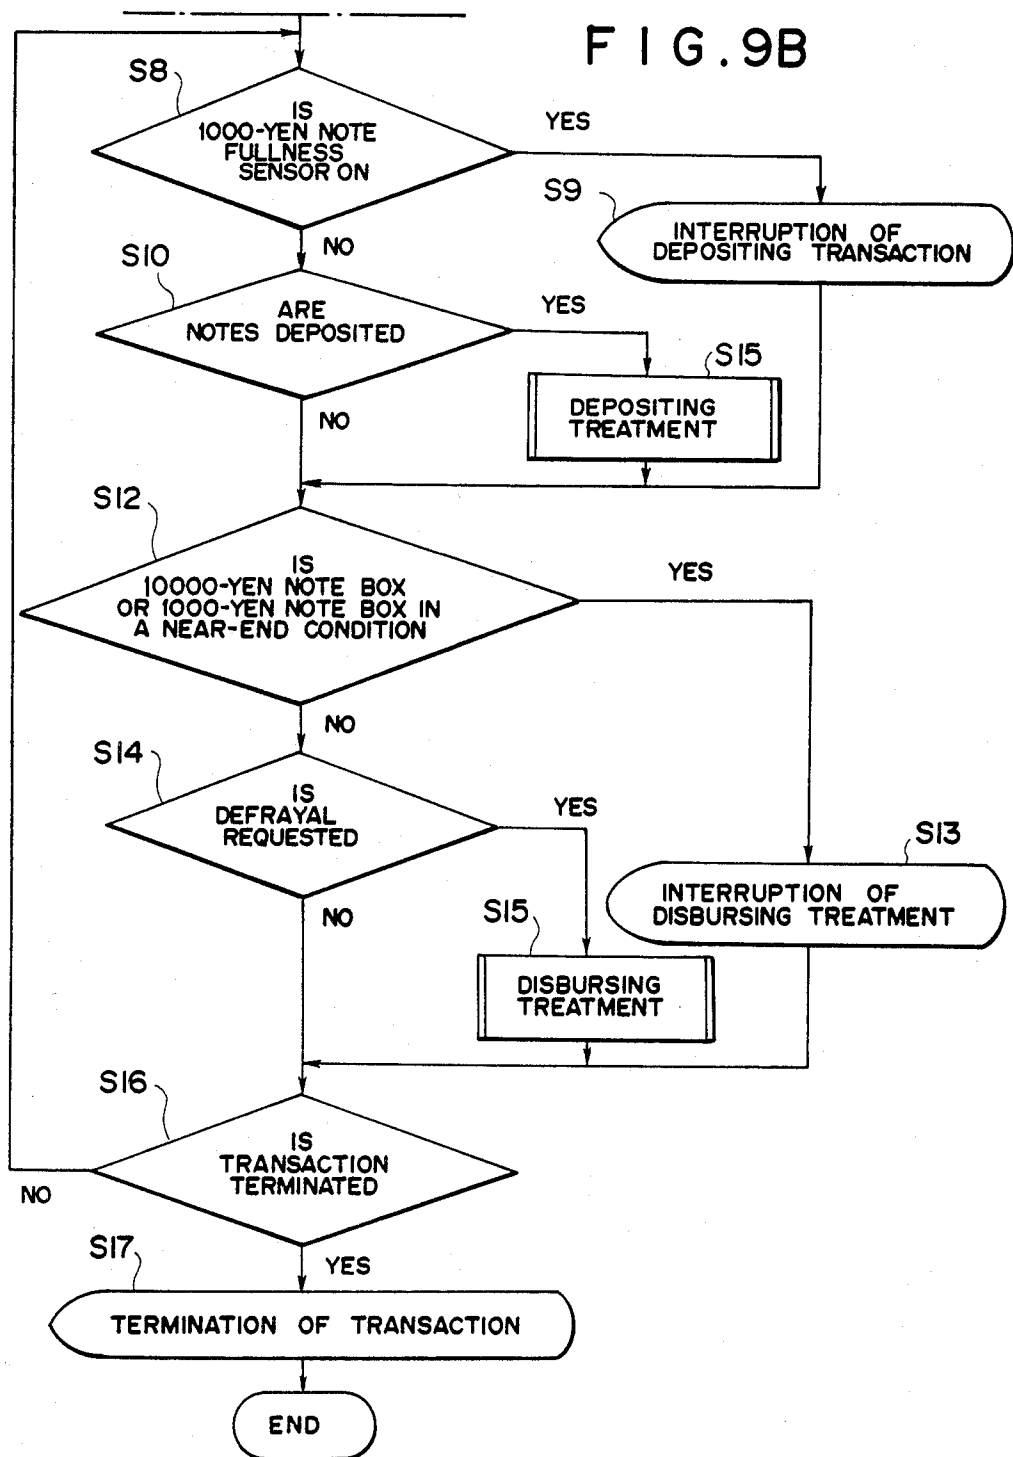 FIG.9B
S8
IS
1000-YEN NOTE
FULLNESS
SENSOR ON
YES
NO
S9
INTERRUPTION OF
DEPOSITING TRANSACTION
S10
ARE
NOTES DEPOSITED
YES
NO
S15
DEPOSITING
TREATMENT
S12
IS
10000-YEN NOTE BOX
OR 1000-YEN NOTE BOX IN
A NEAR-END CONDITION
YES
NO
S14
IS
DEFRAYAL
REQUESTED
YES
NO
S13
INTERRUPTION OF
DISBURSING TREATMENT
S15
DISBURSING
TREATMENT
S16
IS
TRANSACTION
TERMINATED
NO
YES
S17
TERMINATION OF TRANSACTION
END